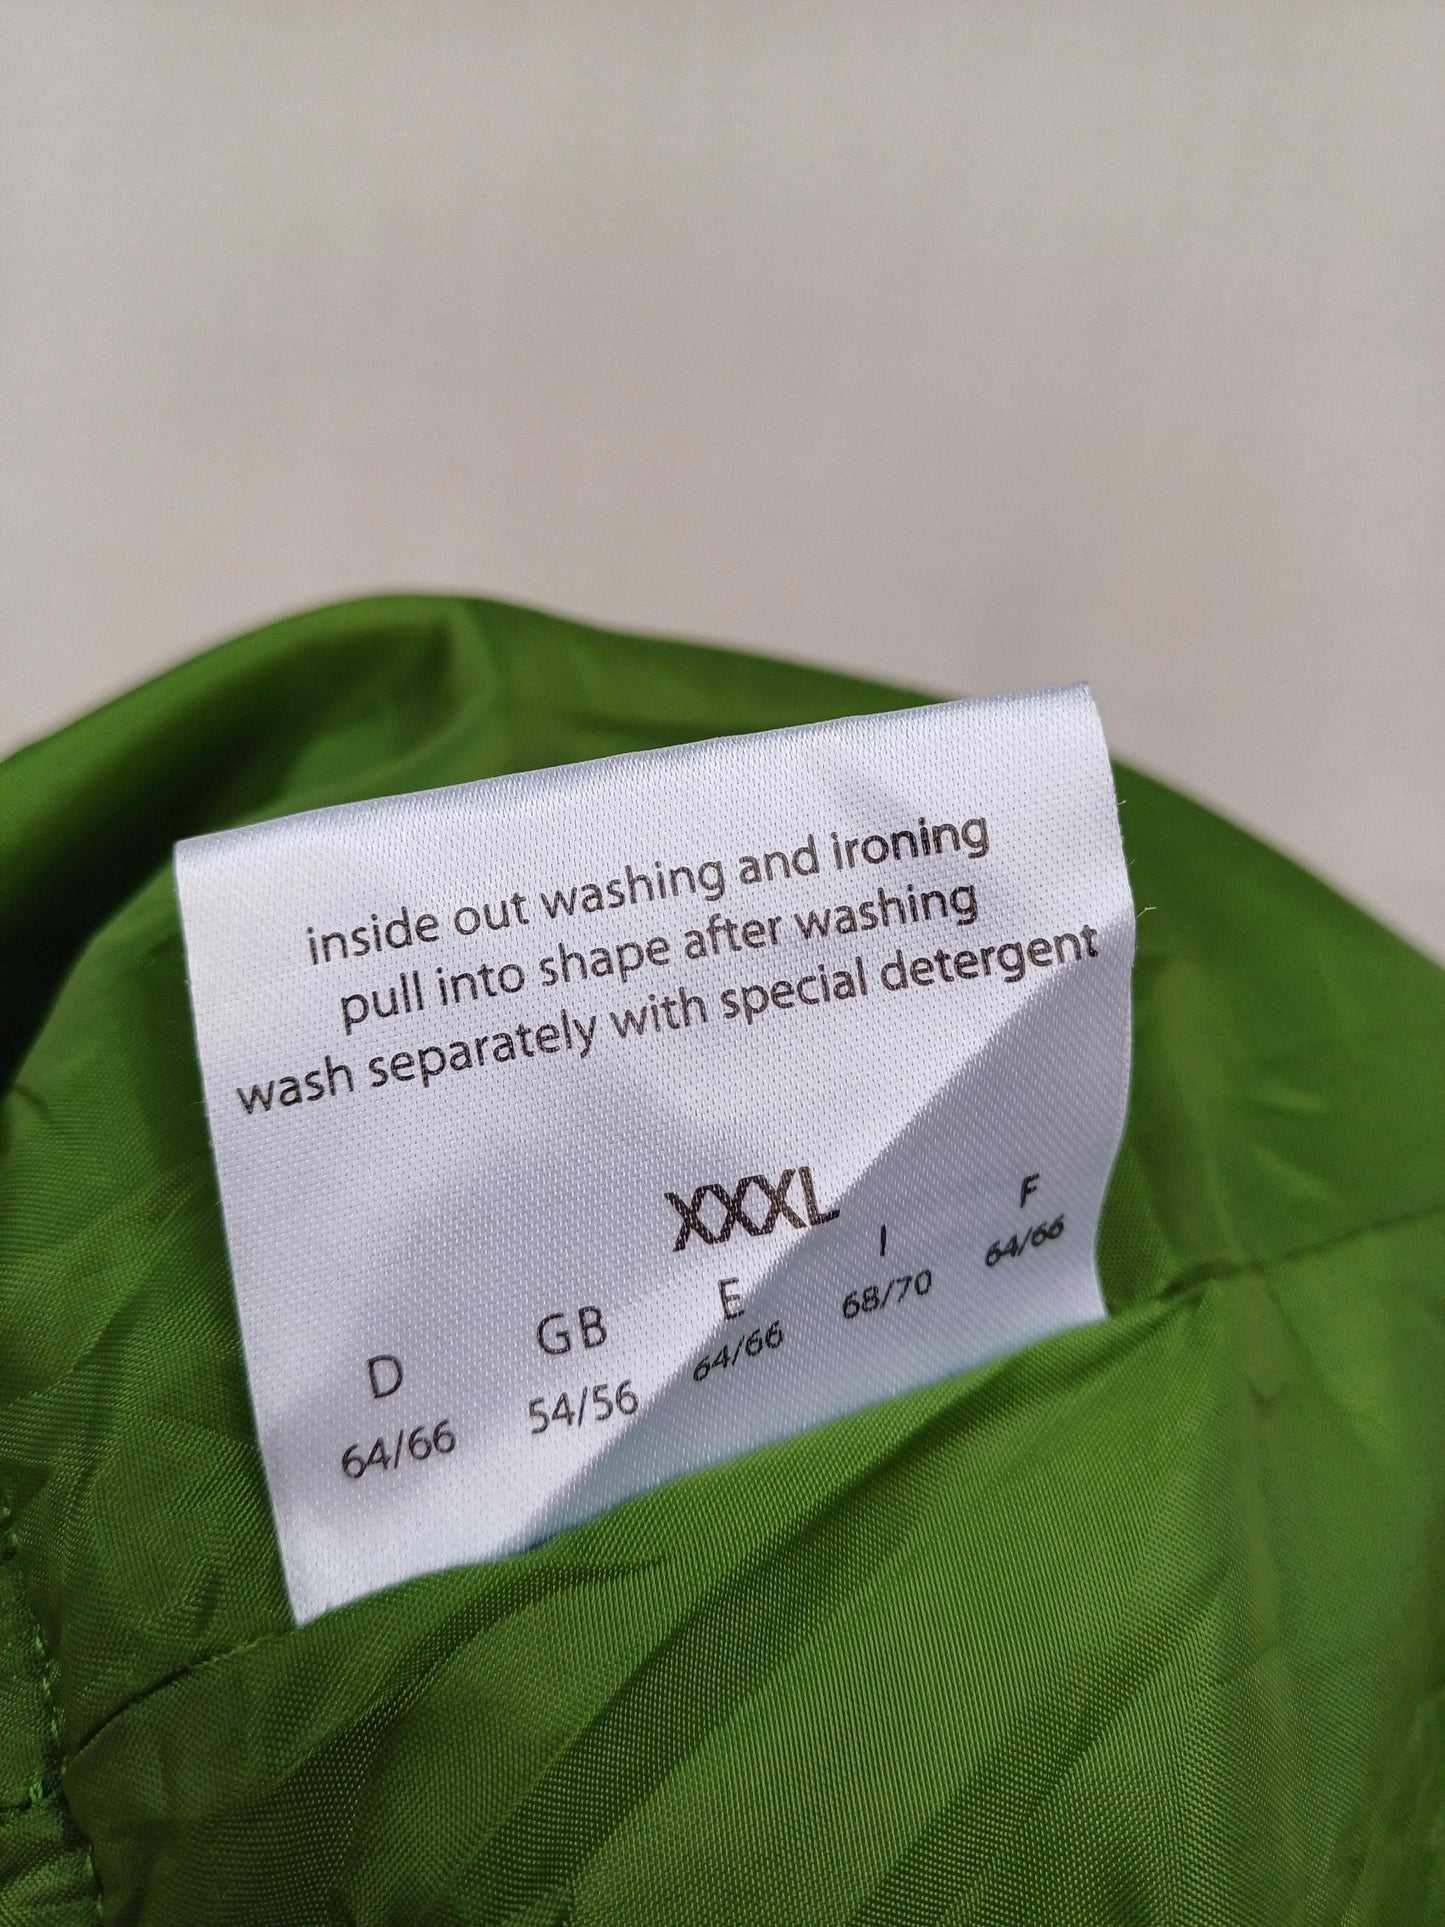 inside out washing and ironing
pull into shape after washing
wash separately with special detergent
XXXL
D GB E I F
64/66 54/56 64/66 68/70 64/66